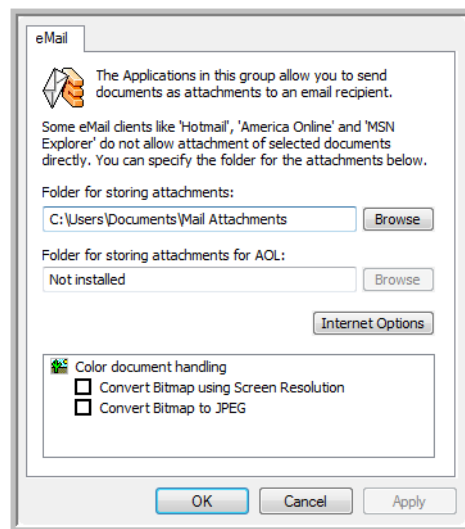 eMail
The Applications in this group allow you to send
documents as attachments to an email recipient.
Some eMail clients like 'Hotmail', 'America Online' and 'MSN
Explorer' do not allow attachment of selected documents
directly. You can specify the folder for the attachments below.
Folder for storing attachments:
C:\Users\Documents\Mail Attachments
Browse
Folder for storing attachments for AOL:
Not installed
Browse
Internet Options
Color document handling
Convert Bitmap using Screen Resolution
Convert Bitmap to JPEG
OK
Cancel
Apply